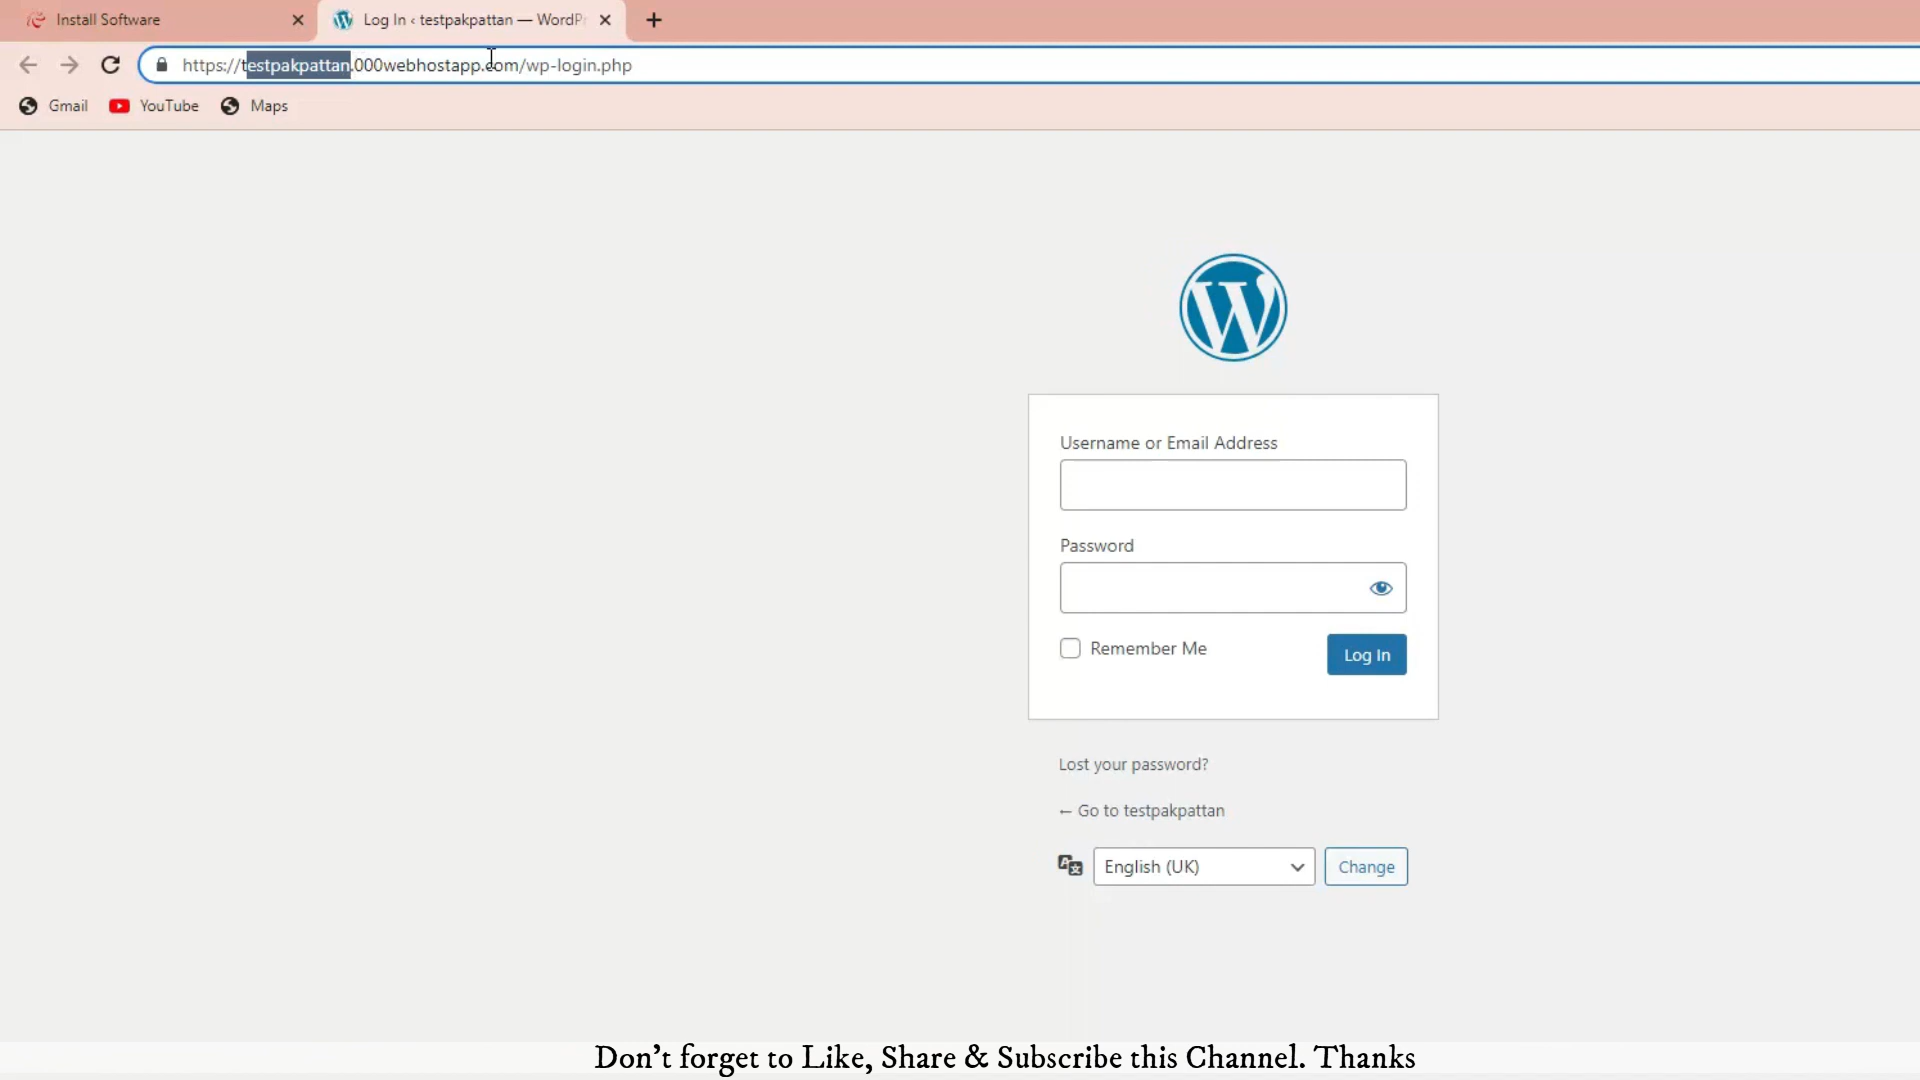 Install Software
Log In ‹ testpakpattan — WordPr
https://testpakpattan.000webhostapp.com/wp-login.php
Gmail YouTube Maps
Username or Email Address
Password
Remember Me
Log In
Lost your password?
← Go to testpakpattan
English (UK)
Change
Don't forget to Like, Share & Subscribe this Channel. Thanks